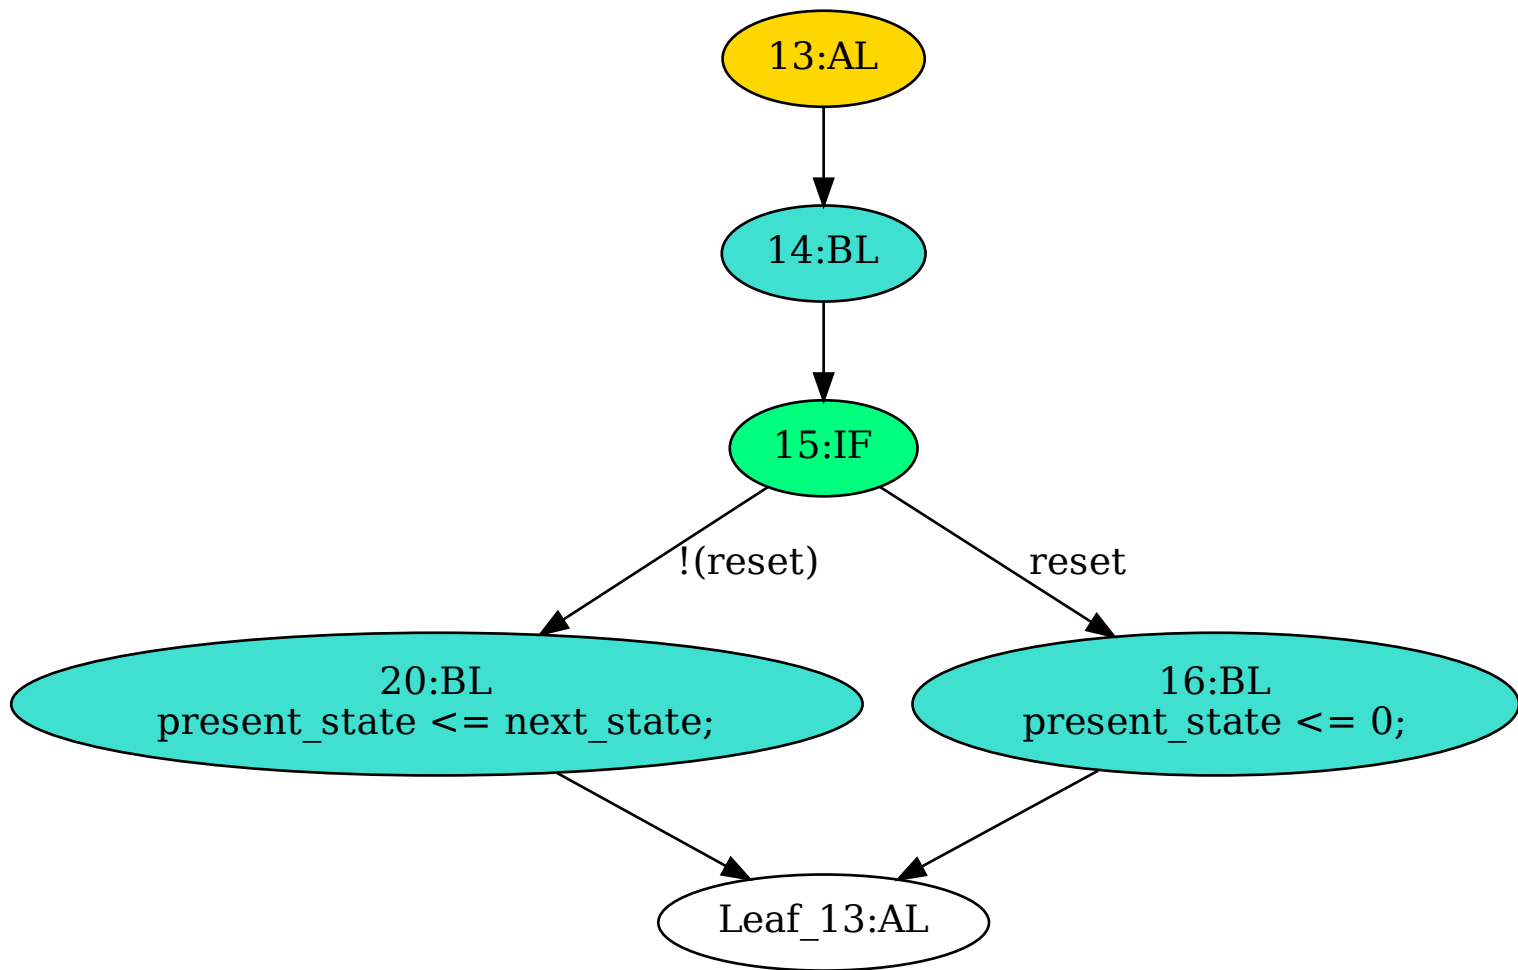 13:AL
14:BL
15:IF
!(reset)
reset
20:BL
present_state <= next_state;
16:BL
present_state <= 0;
Leaf_13:AL